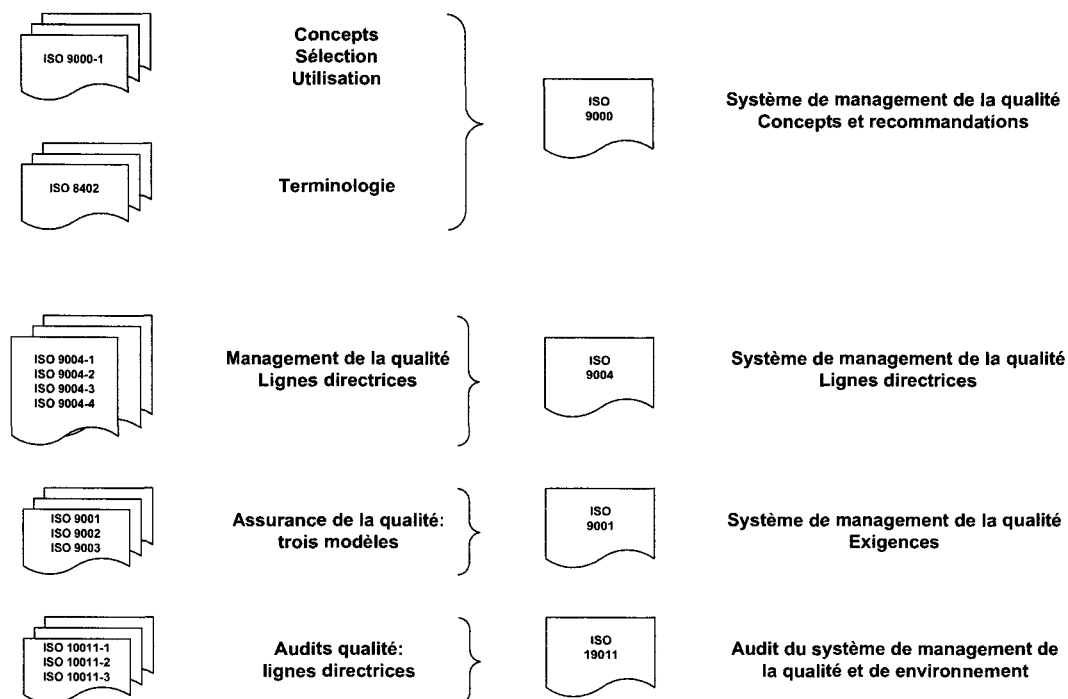 ISO 9000-1
Concepts
Sélection
Utilisation
ISO
9000
Système de management de la qualité
Concepts et recommandations
ISO 8402
Terminologie
ISO 9004-1
ISO 9004-2
ISO 9004-3
ISO 9004-4
Management de la qualité
Lignes directrices
ISO
9004
Système de management de la qualité
Lignes directrices
ISO 9001
ISO 9002
ISO 9003
Assurance de la qualité:
trois modèles
ISO
9001
Système de management de la qualité
Exigences
ISO 10011-1
ISO 10011-2
ISO 10011-3
Audits qualité:
lignes directrices
ISO
19011
Audit du système de management de
la qualité et de environnement